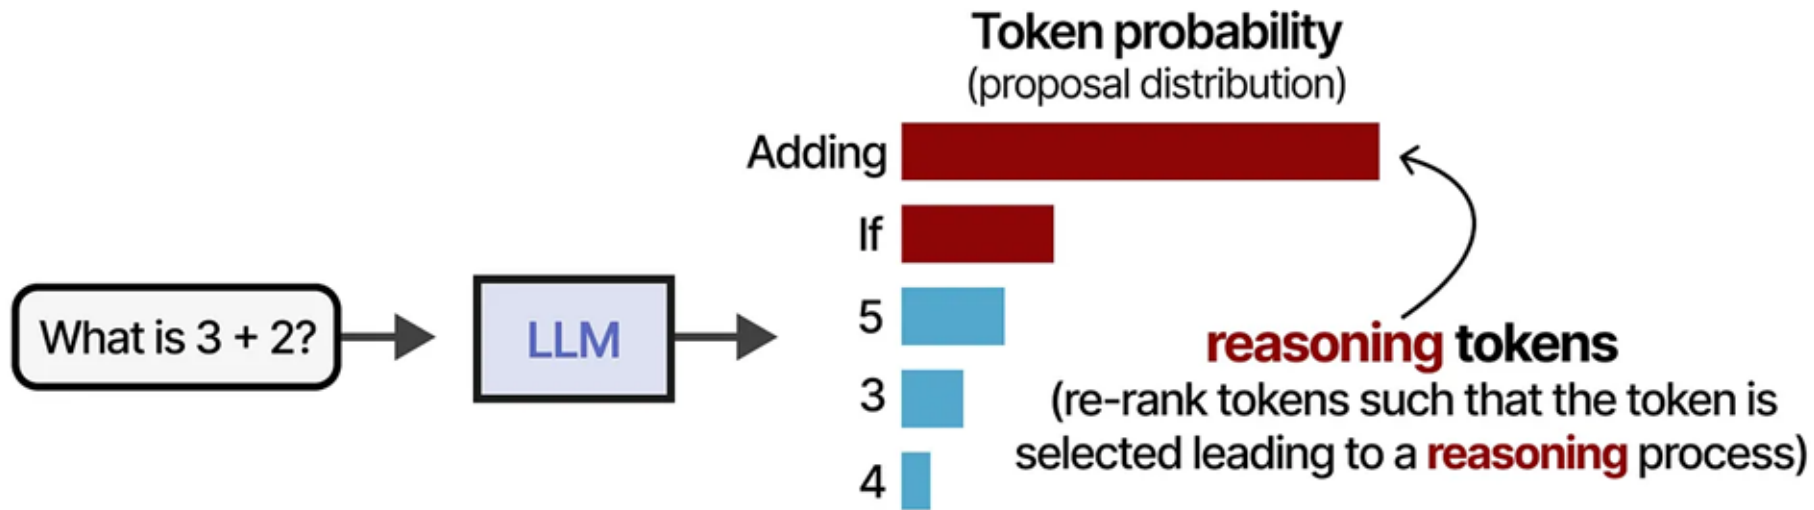 Token probability
(proposal distribution)
Adding
If
5
3
4
What is 3 + 2?
LLM
reasoning tokens
(re-rank tokens such that the token is
selected leading to a reasoning process)